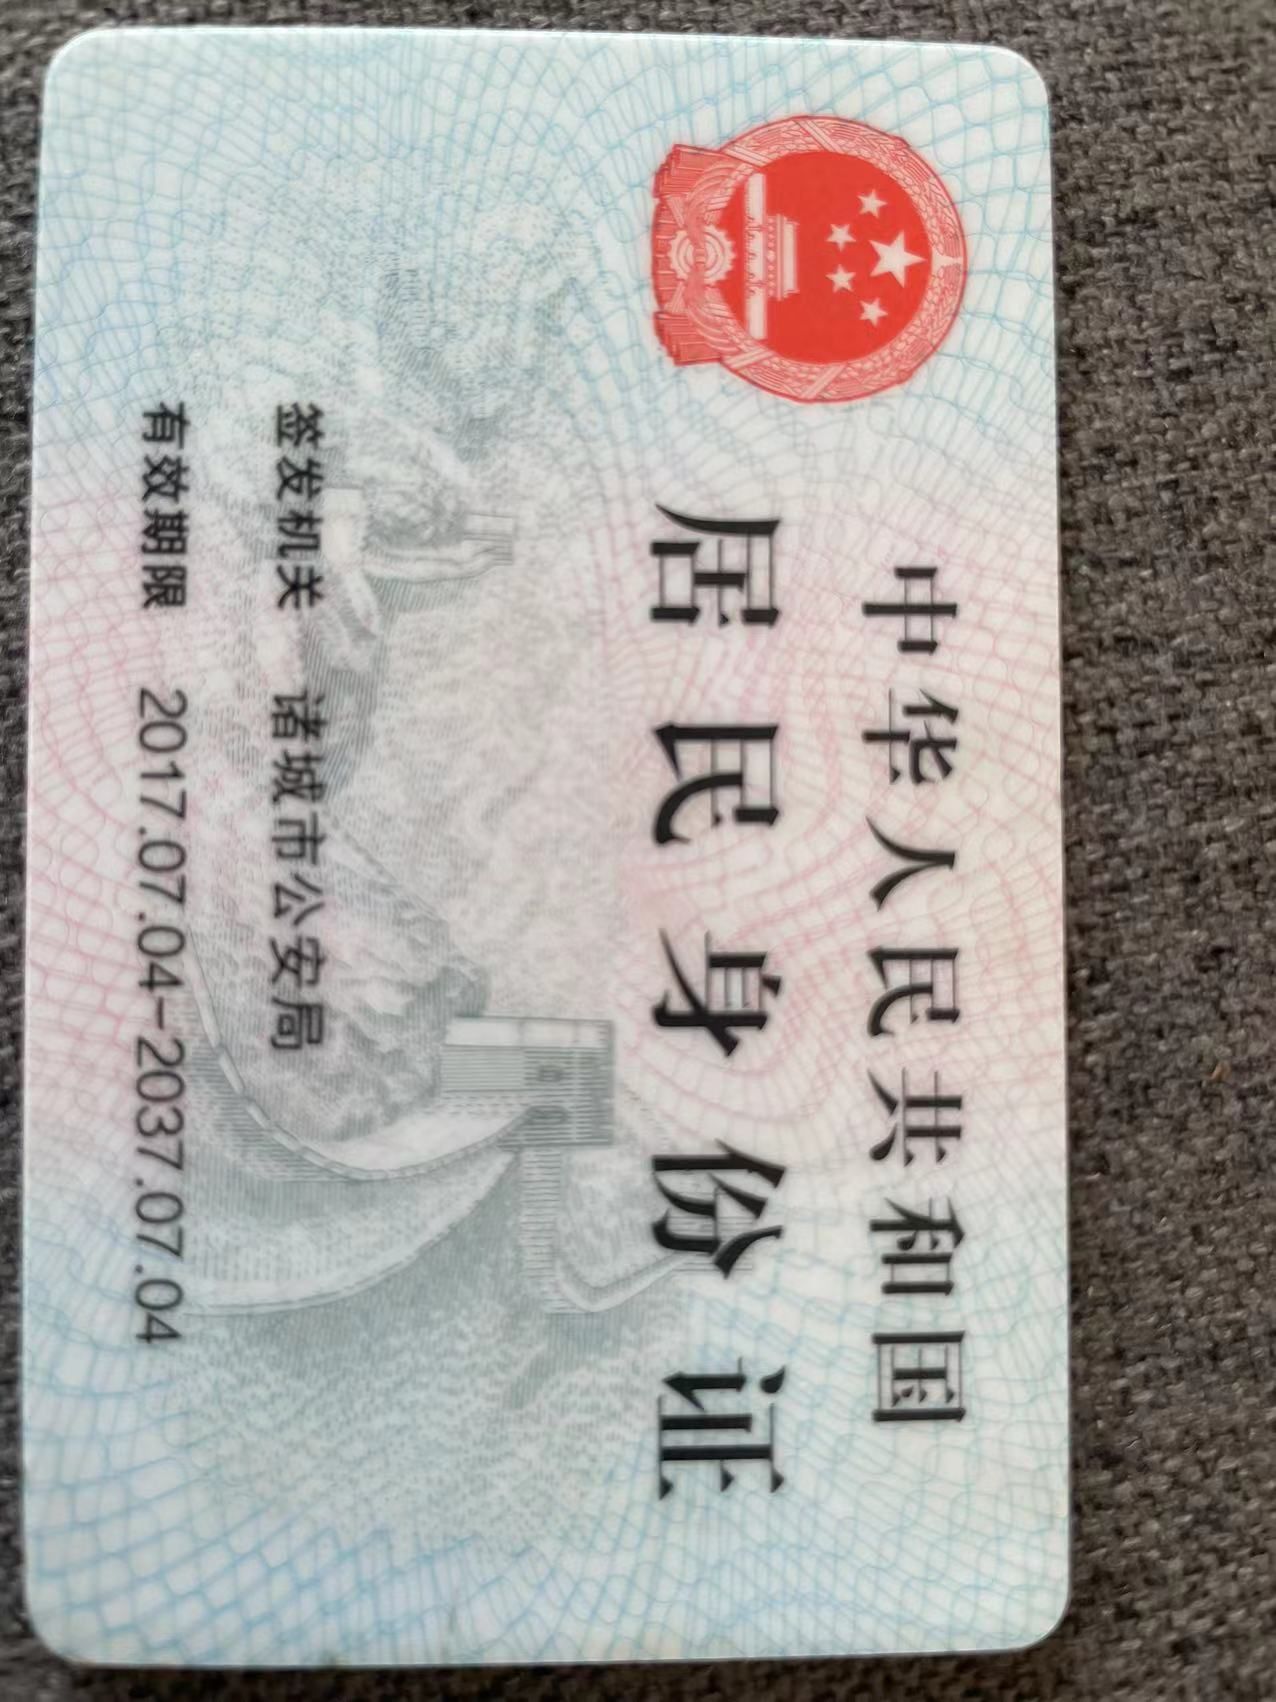 中华人民共和国
居民身份证
签发机关 诸城市公安局
有效期限 2017.07.04-2037.07.04